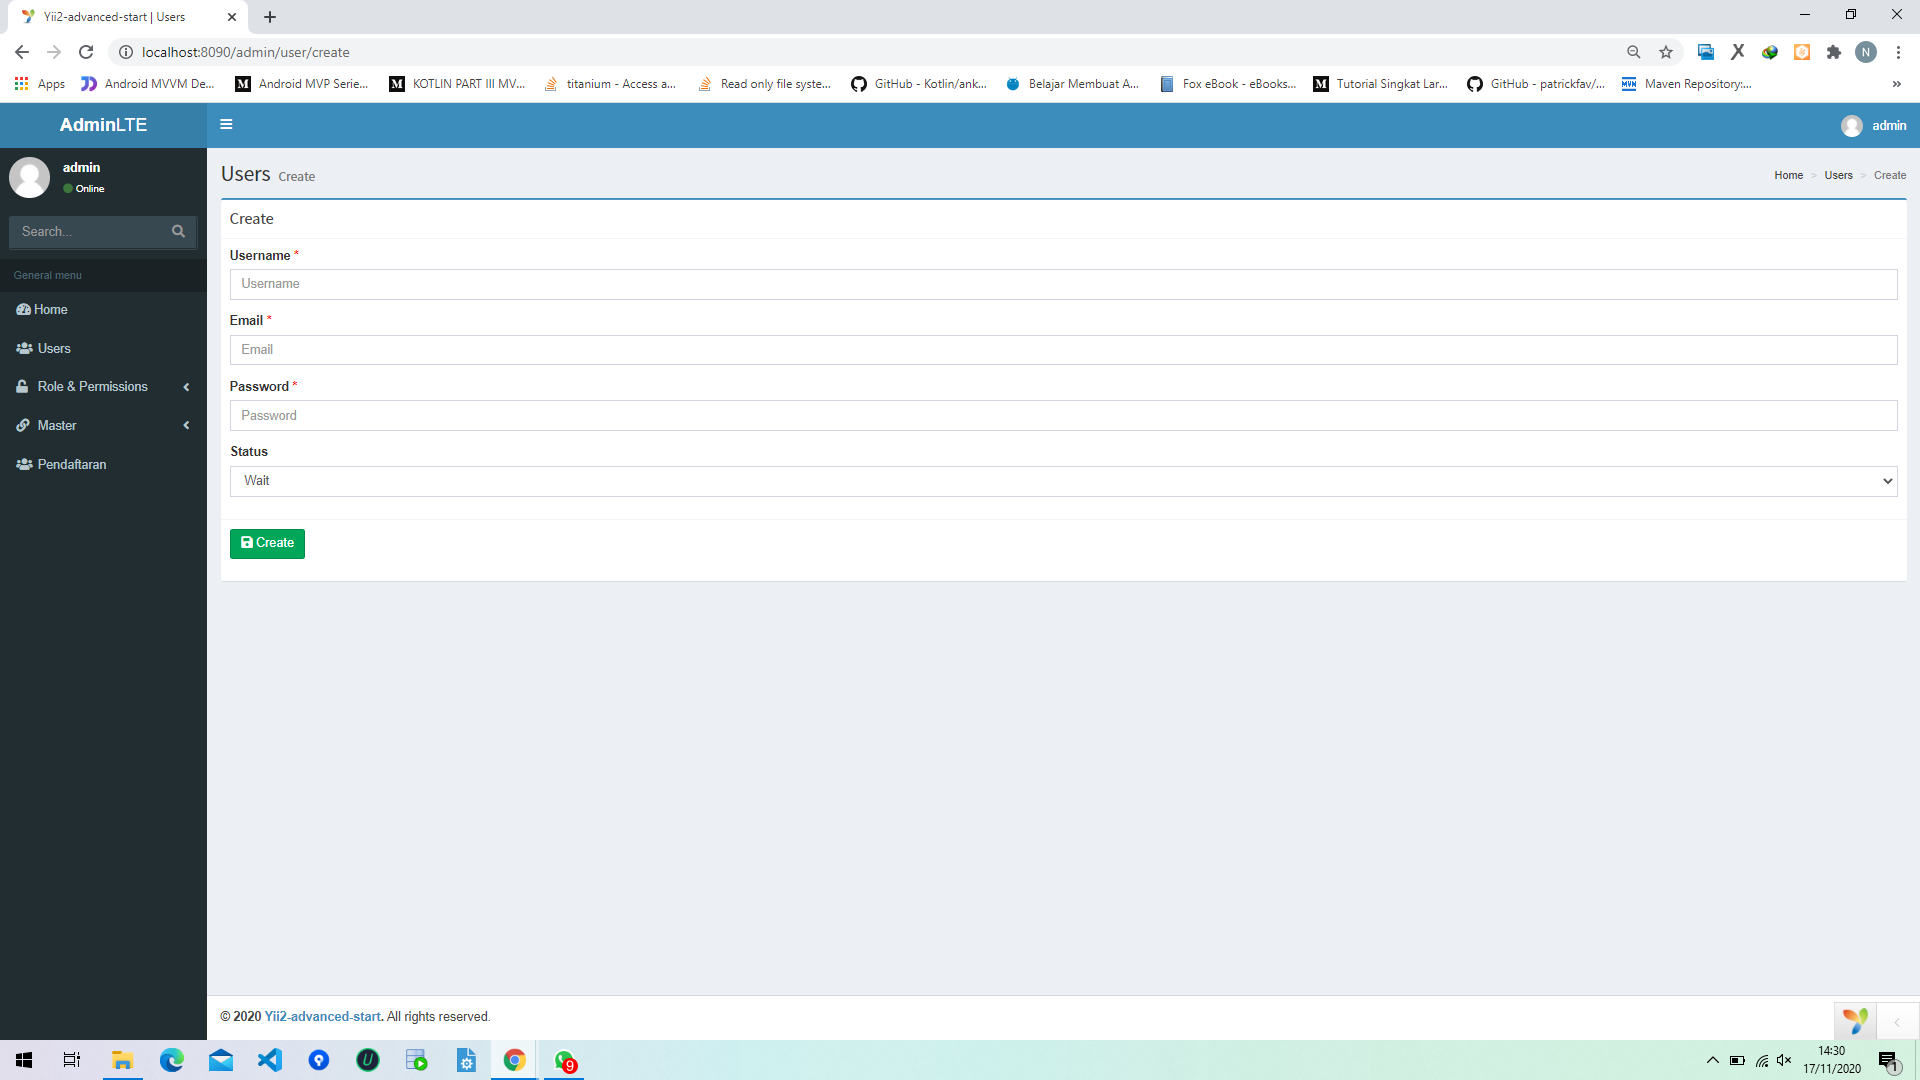 Yii2-advanced-start | Users
localhost:8090/admin/user/create
N
Apps
Android MVVM De...
Android MVP Serie...
KOTLIN PART III MV...
titanium - Access a...
Read only file syste...
GitHub - Kotlin/ank...
Belajar Membuat A...
Fox eBook - eBooks...
Tutorial Singkat Lar...
GitHub - patrickfav/...
MVN Maven Repository:...
»
AdminLTE
admin
admin
Online
Search...
General menu
Home
Users
Role & Permissions
Master
Pendaftaran
Users Create
Home > Users > Create
Create
Username *
Username
Email *
Email
Password *
Password
Status
Wait
Create
© 2020 Yii2-advanced-start. All rights reserved.
9
14:30
17/11/2020
1